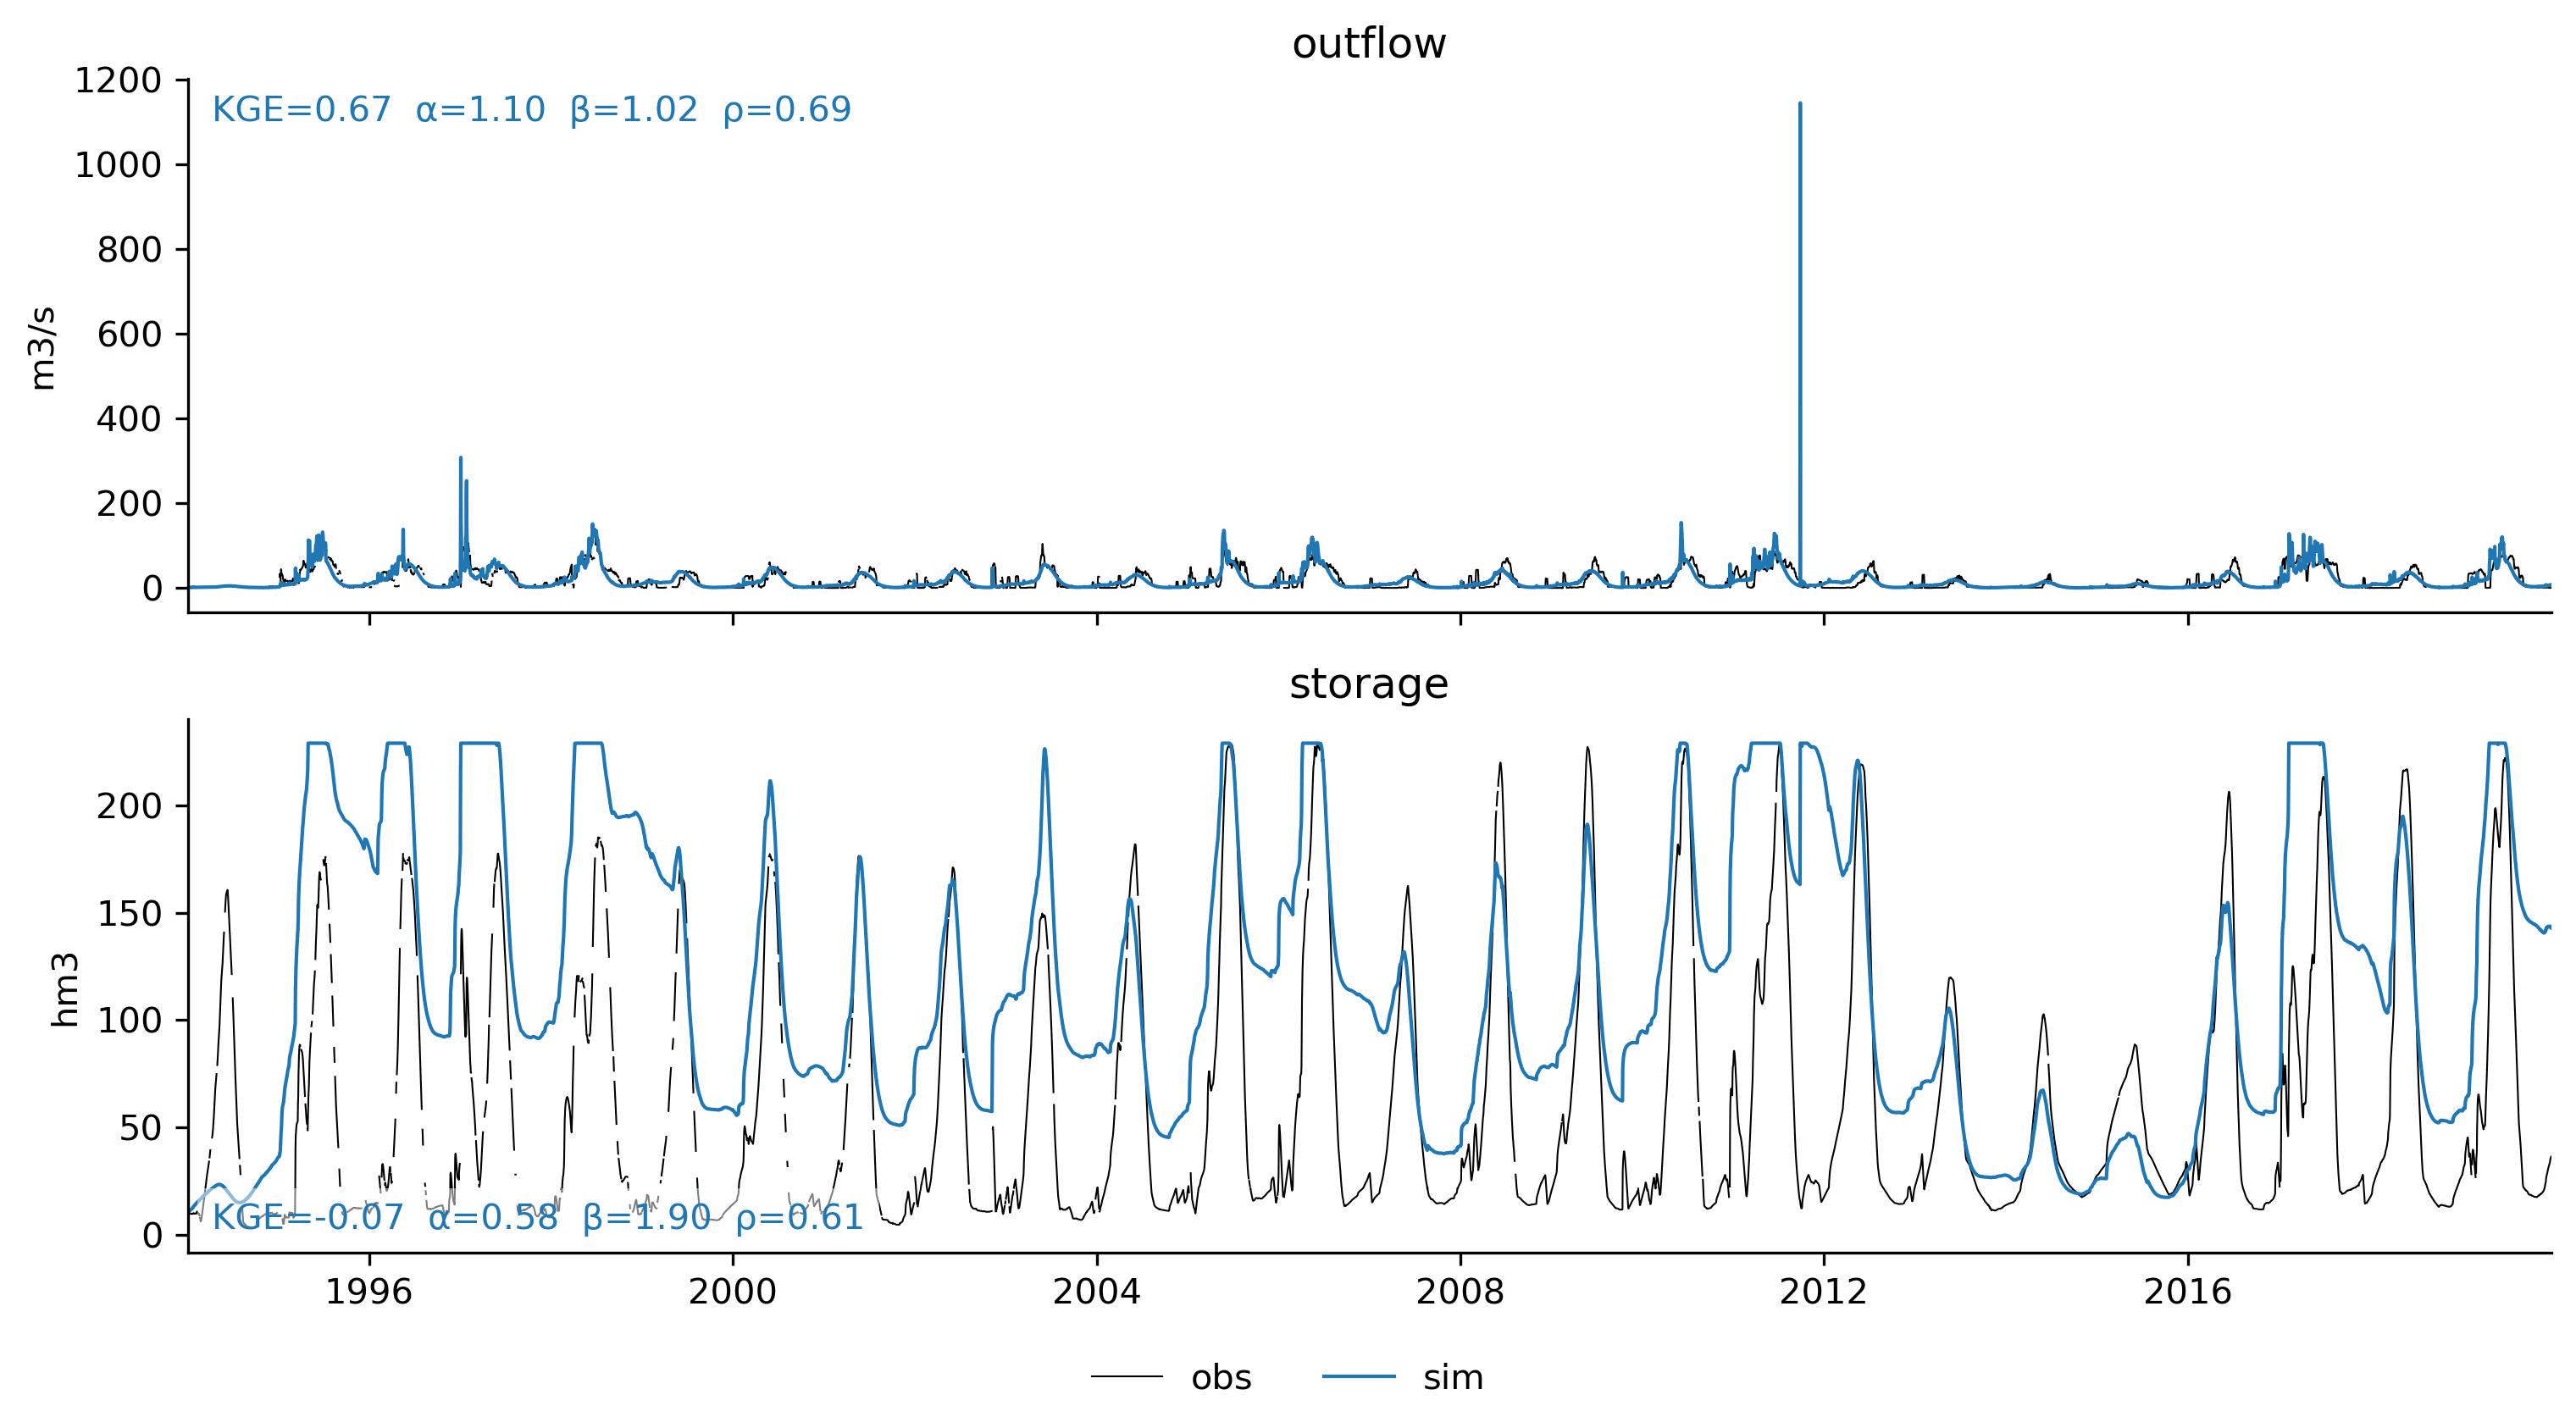 outflow
KGE=0.67 α=1.10 β=1.02 ρ=0.69
1200
1000
800
600
400
200
0
m3/s
storage
200
150
100
50
0
hm3
KGE=-0.07 α=0.58 β=1.90 ρ=0.61
1996 2000 2004 2008 2012 2016
obs sim